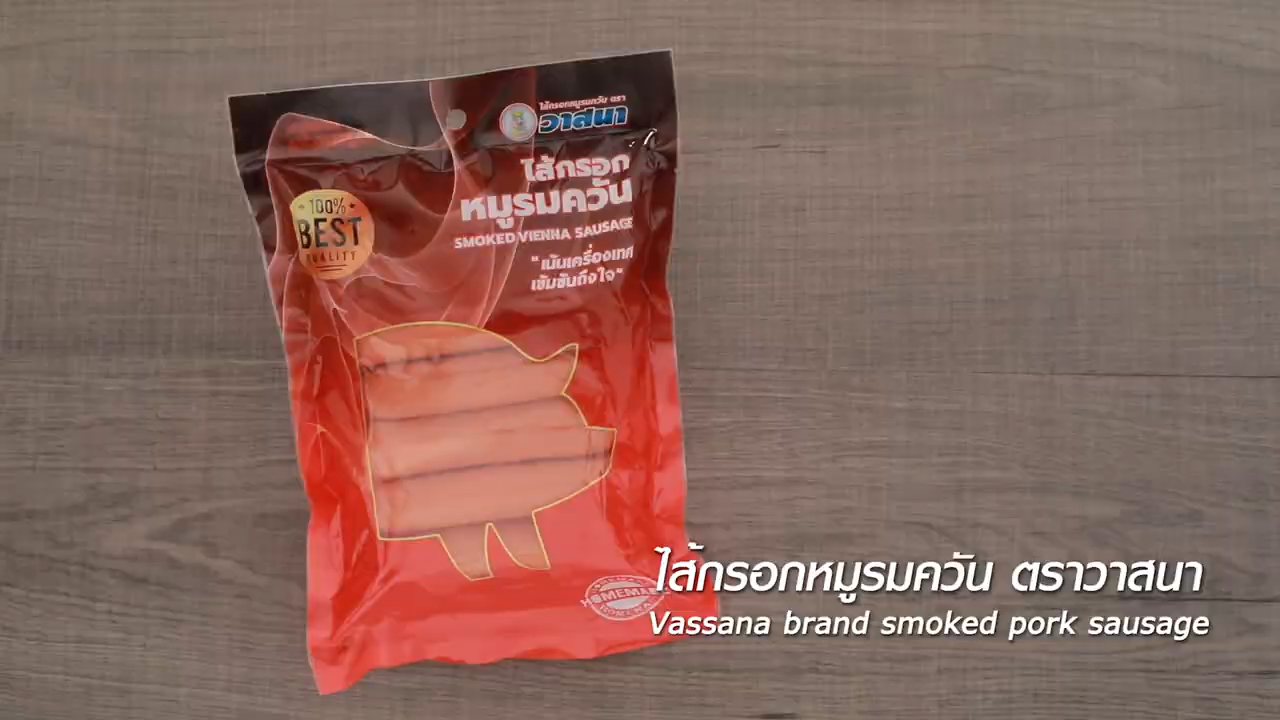 ไส้กรอกหมูรมควัน ตรา
วาสนา
ไส้กรอก
หมูรมควัน
SMOKED VIENNA SAUSAGE
"เน้นเครื่องเทศ
เข้มข้นถึงใจ"
100%
BEST
QUALITY
HOMEMADE
ไส้กรอกหมูรมควัน ตราวาสนา
Vassana brand smoked pork sausage